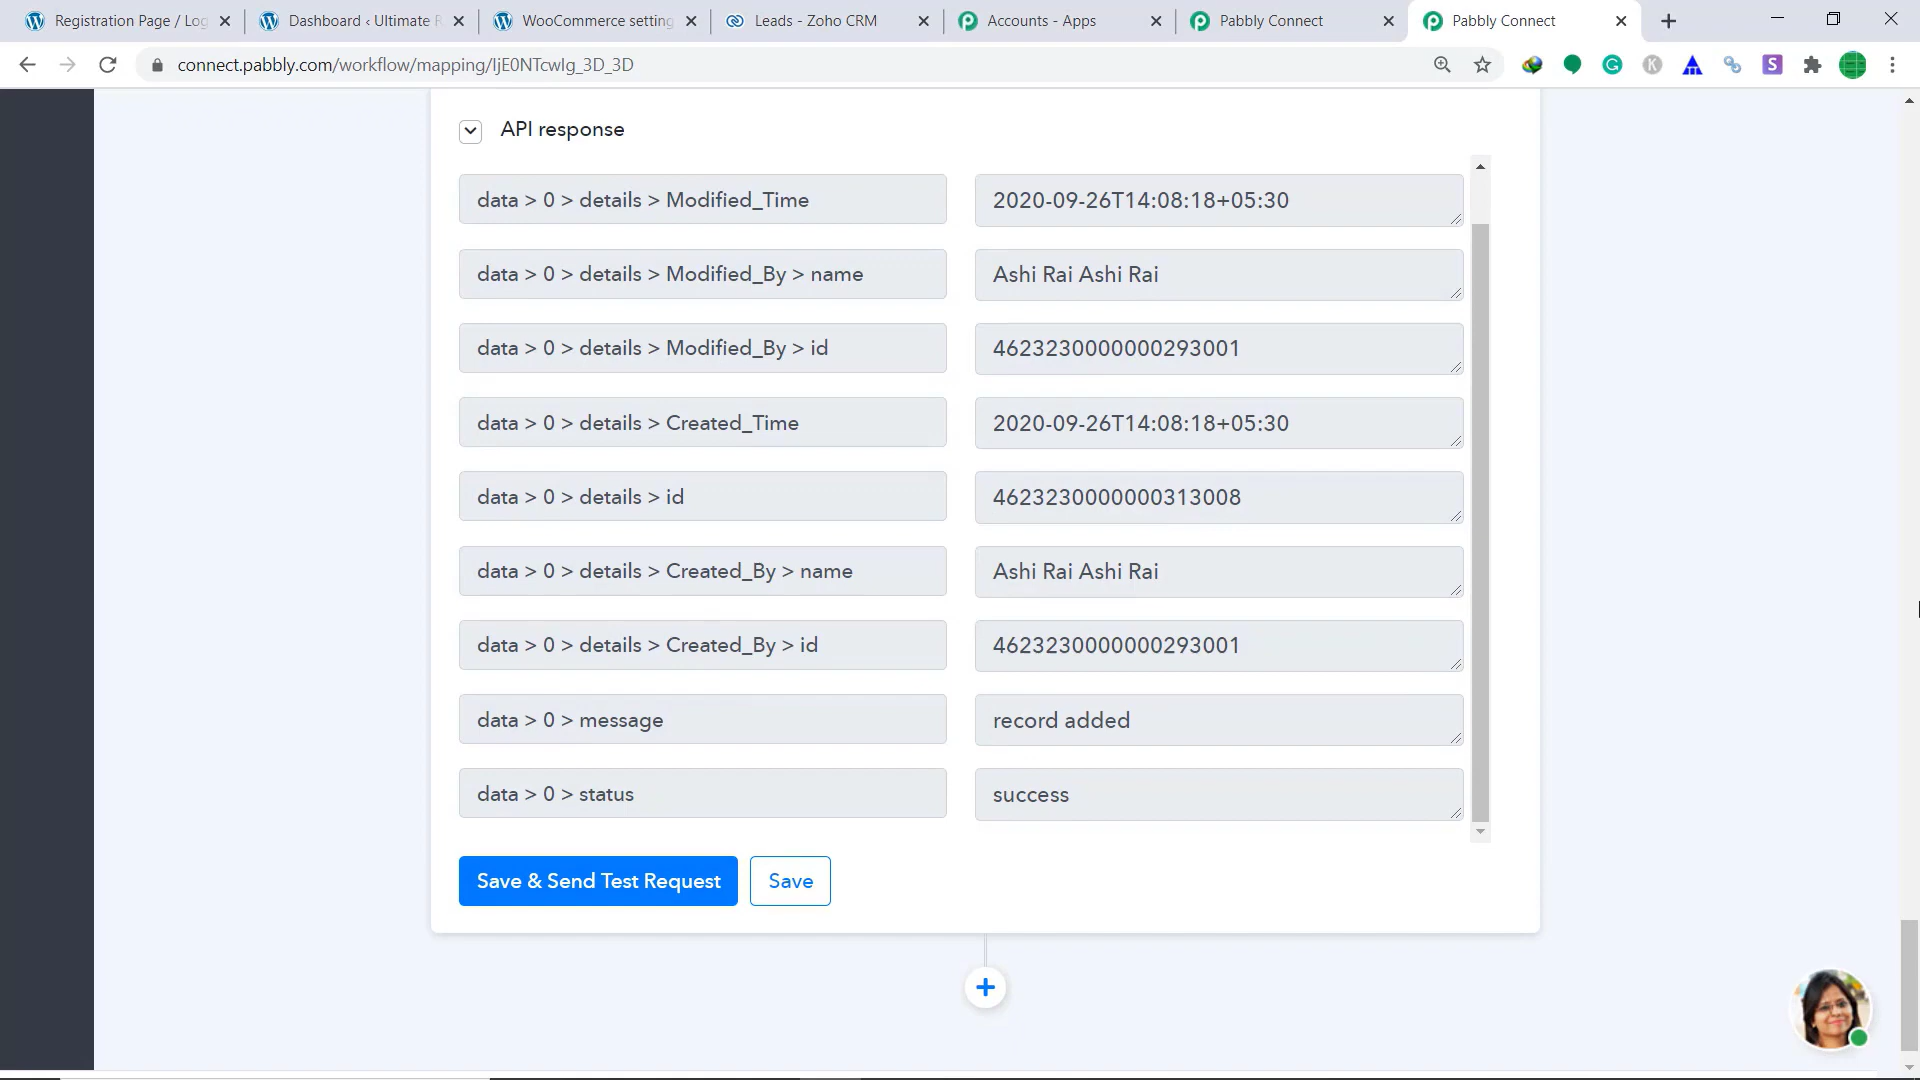 Registration Page / Log
Dashboard ‹ Ultimate R
WooCommerce setting
Leads - Zoho CRM
Accounts - Apps
Pabbly Connect
Pabbly Connect
connect.pabbly.com/workflow/mapping/IjE0NTcwIg_3D_3D
API response
data > 0 > details > Modified_Time
2020-09-26T14:08:18+05:30
data > 0 > details > Modified_By > name
Ashi Rai Ashi Rai
data > 0 > details > Modified_By > id
4623230000000293001
data > 0 > details > Created_Time
2020-09-26T14:08:18+05:30
data > 0 > details > id
4623230000000313008
data > 0 > details > Created_By > name
Ashi Rai Ashi Rai
data > 0 > details > Created_By > id
4623230000000293001
data > 0 > message
record added
data > 0 > status
success
Save & Send Test Request
Save